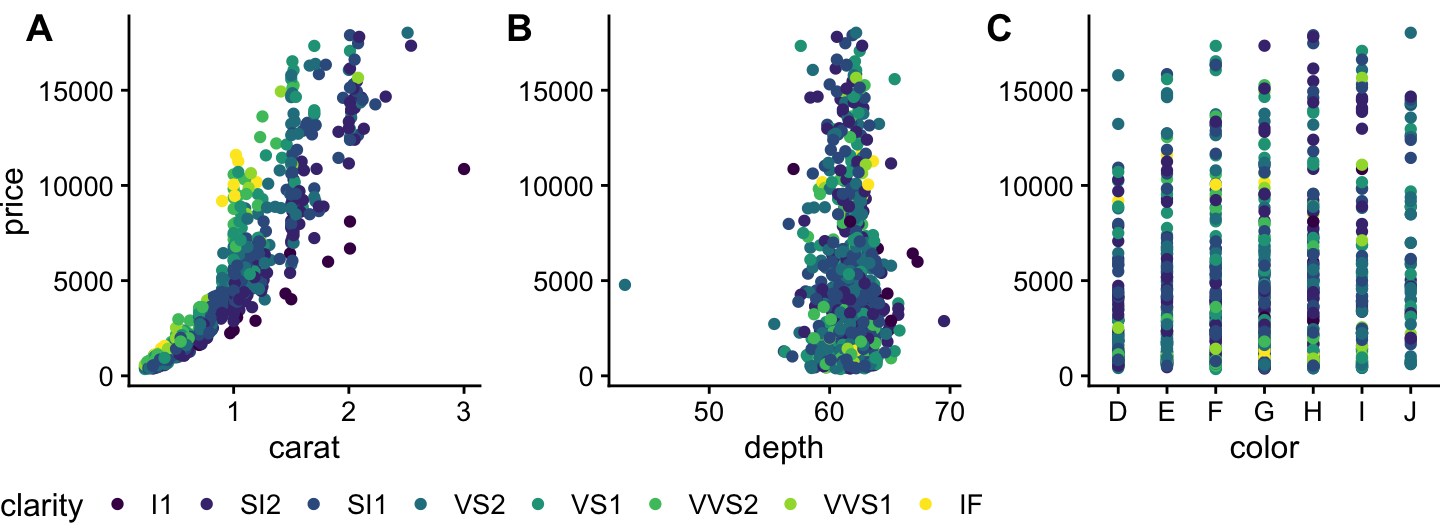 A B C
price
15000 15000 15000
10000 10000 10000
5000 5000 5000
0 0 0
1 2 3 50 60 70 D E F G H I J
carat depth color
clarity I1 SI2 SI1 VS2 VS1 VVS2 VVS1 IF